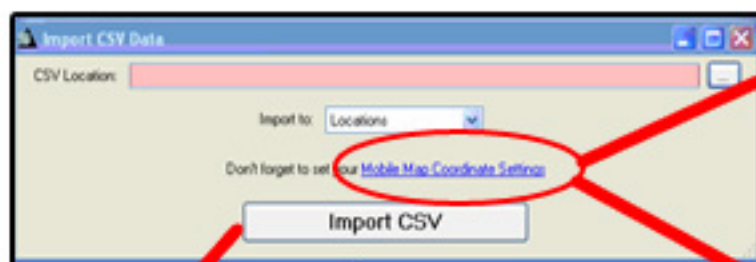 Import CSV Data
CSV Location:
...
Import to: Locations
Don't forget to set your Mobile Map Coordinate Settings
Import CSV